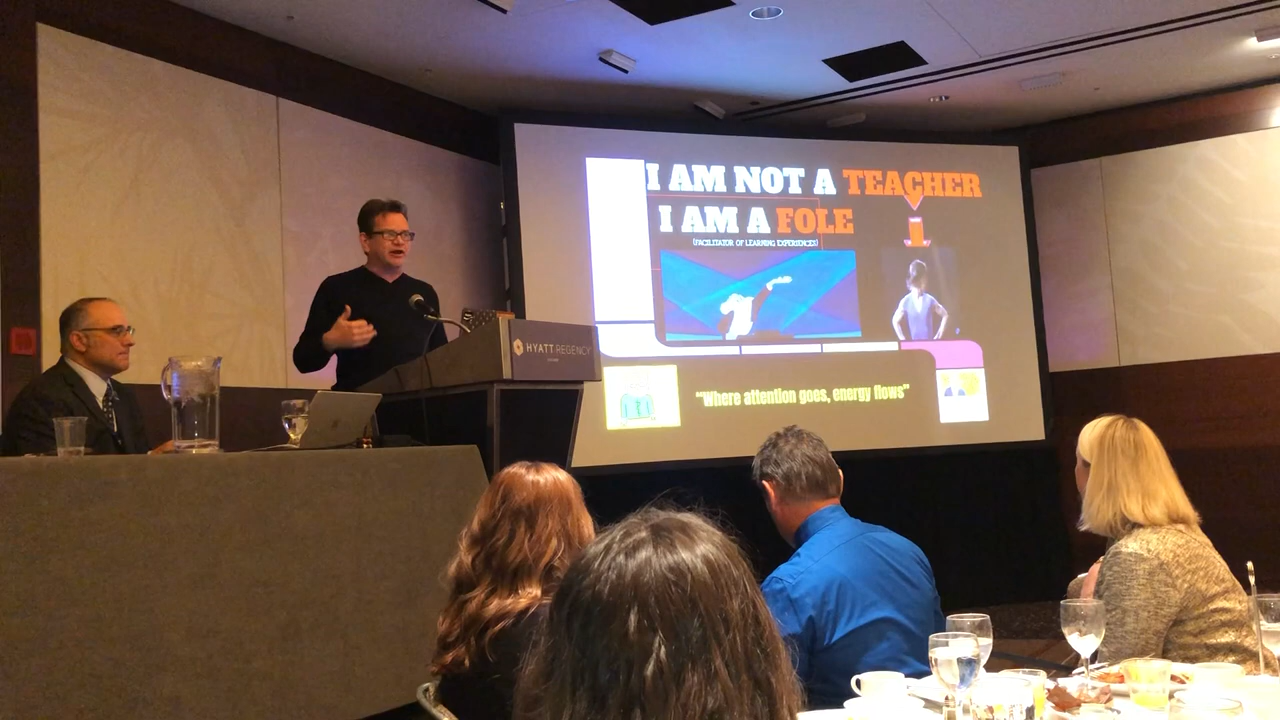 I AM NOT A TEACHER
I AM A FOLE
(FACILITATOR OF LEARNING EXPERIENCES)
"Where attention goes, energy flows"
HYATT REGENCY